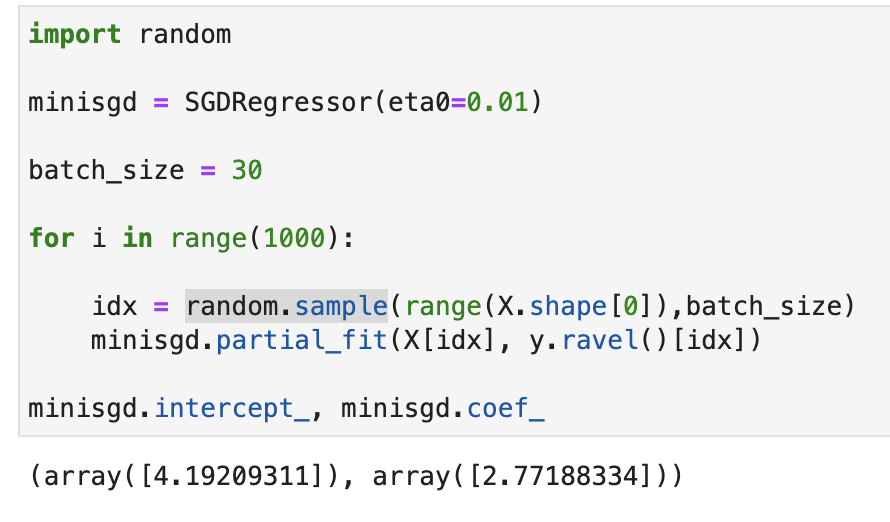 import random
minisgd = SGDRegressor(eta0=0.01)
batch_size = 30
for i in range(1000):
    idx = random.sample(range(X.shape[0]),batch_size)
    minisgd.partial_fit(X[idx], y.ravel()[idx])
minisgd.intercept_, minisgd.coef_
(array([4.19209311]), array([2.77188334]))